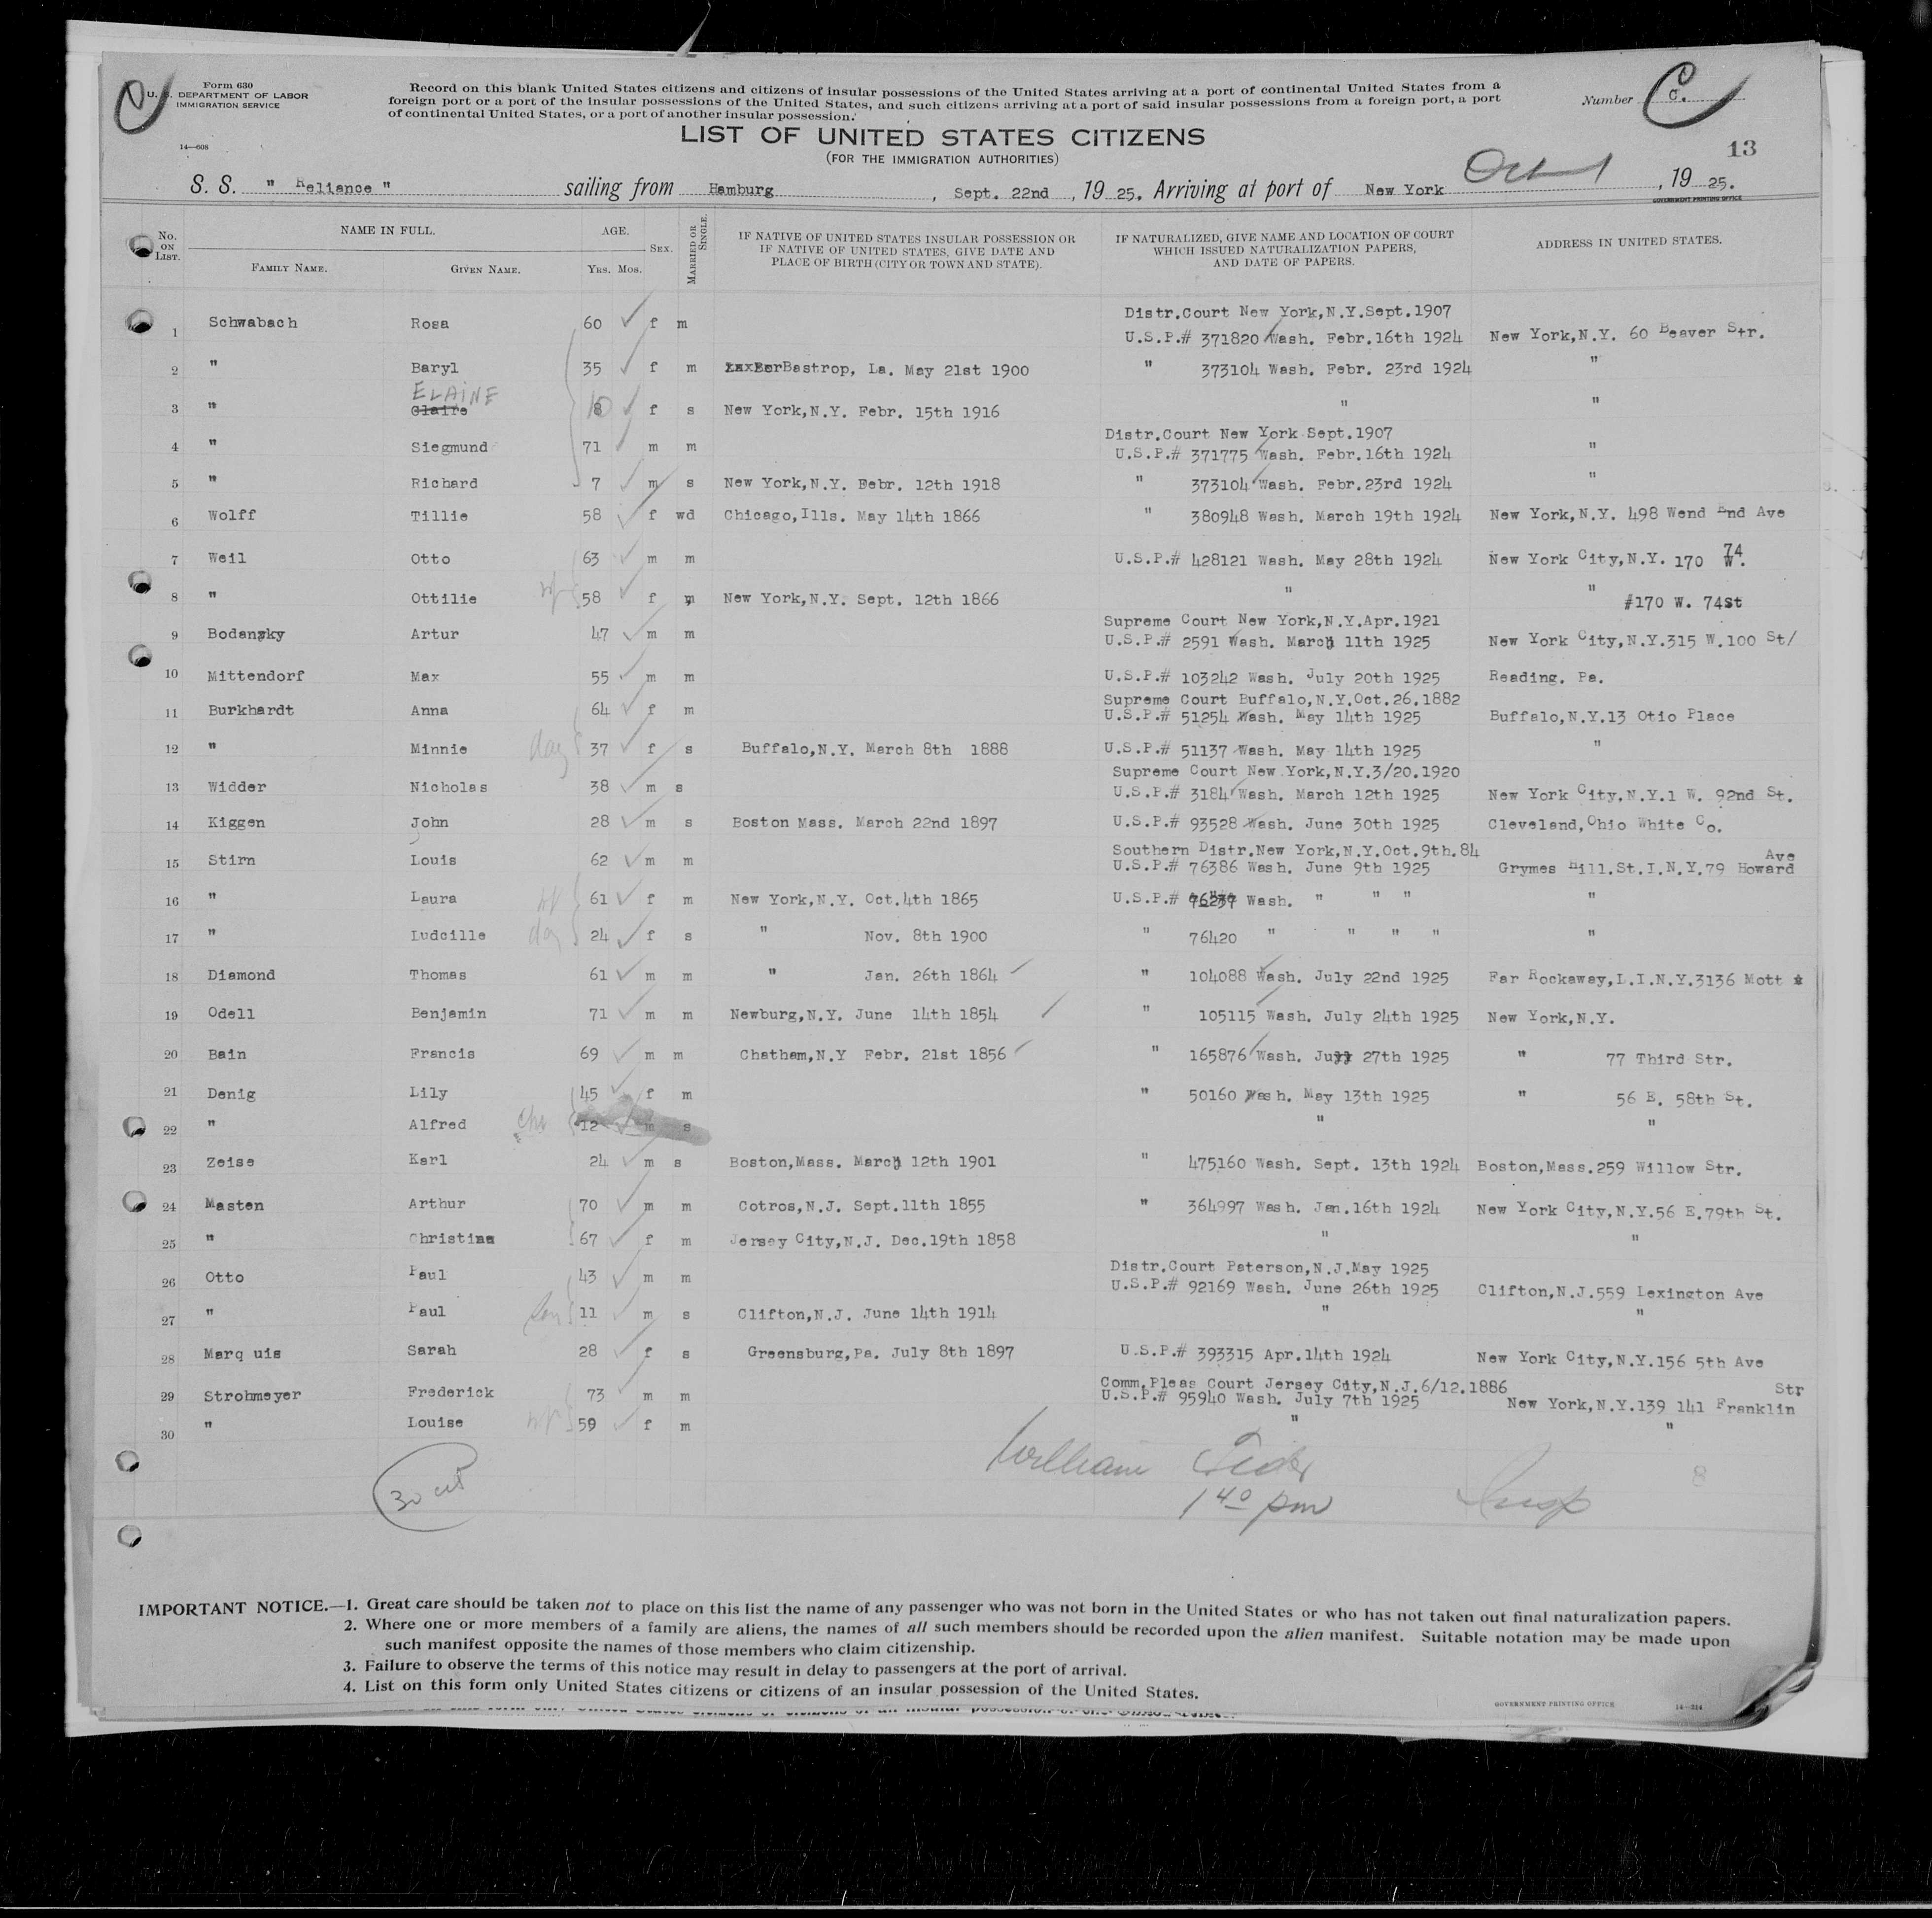 Form 630
U. S. DEPARTMENT OF LABOR
IMMIGRATION SERVICE
14—608
Record on this blank United States citizens and citizens of insular possessions of the United States arriving at a port of continental United States from a
foreign port or a port of the insular possessions of the United States, and such citizens arriving at a port of said insular possessions from a foreign port, a port
of continental United States, or a port of another insular possession.
Number C.
LIST OF UNITED STATES CITIZENS
(FOR THE IMMIGRATION AUTHORITIES)
13
S. S. " Reliance " sailing from Hamburg , Sept. 22nd , 19 25. Arriving at port of New York Oct 1 , 19 25.
GOVERNMENT PRINTING OFFICE
No. ON LIST. NAME IN FULL. FAMILY NAME. GIVEN NAME. AGE. YRS. MOS. SEX. MARRIED OR SINGLE. IF NATIVE OF UNITED STATES INSULAR POSSESSION OR IF NATIVE OF UNITED STATES, GIVE DATE AND PLACE OF BIRTH (CITY OR TOWN AND STATE). IF NATURALIZED, GIVE NAME AND LOCATION OF COURT WHICH ISSUED NATURALIZATION PAPERS, AND DATE OF PAPERS. ADDRESS IN UNITED STATES.
Distr.Court New York,N.Y.Sept.1907
1 Schwabach Rosa 60 f m U.S.P.# 371820 Wash. Febr.16th 1924 New York,N.Y. 60 Beaver Str.
2 " Baryl 35 f m Bastrop, La. May 21st 1900 " 373104 Wash. Febr. 23rd 1924 "
ELAINE
3 " Claire 10 f s New York,N.Y. Febr. 15th 1916 " "
Distr.Court New York Sept.1907
4 " Siegmund 71 m m U.S.P.# 371775 Wash. Febr.16th 1924 "
5 " Richard 7 m s New York,N.Y. Febr. 12th 1918 " 373104 Wash. Febr.23rd 1924 "
6 Wolff Tillie 58 f wd Chicago,Ills. May 14th 1866 " 380948 Wash. March 19th 1924 New York,N.Y. 498 Wend End Ave
7 Weil Otto 63 m m U.S.P.# 428121 Wash. May 28th 1924 New York City,N.Y. 170 W. 74
8 " Ottilie wf 58 f m New York,N.Y. Sept. 12th 1866 " "
#170 W. 74st
Supreme Court New York,N.Y.Apr.1921
9 Bodanzky Artur 47 m m U.S.P.# 2591 Wash. March 11th 1925 New York City,N.Y.315 W.100 St/
10 Mittendorf Max 55 m m U.S.P.# 103242 Wash. July 20th 1925 Reading. Pa.
Supreme Court Buffalo,N.Y.Oct.26.1882
11 Burkhardt Anna 64 f m U.S.P.# 51254 Wash. May 14th 1925 Buffalo,N.Y.13 Otio Place
12 " Minnie dau 37 f s Buffalo,N.Y. March 8th 1888 U.S.P.# 51137 Wash. May 14th 1925 "
Supreme Court New York,N.Y.3/20.1920
13 Widder Nicholas 38 m s U.S.P.# 3184 Wash. March 12th 1925 New York City,N.Y.1 W. 92nd St.
14 Kiggen John 28 m s Boston Mass. March 22nd 1897 U.S.P.# 93528 Wash. June 30th 1925 Cleveland,Ohio White Co.
Southern Distr.New York,N.Y.Oct.9th.84 Ave
15 Stirn Louis 62 m m U.S.P.# 76386 Wash. June 9th 1925 Grymes Hill.St.I.N.Y.79 Howard
16 " Laura wf 61 f m New York,N.Y. Oct.4th 1865 U.S.P.# Wash. " " " "
17 " Ludcille dau 24 f s " Nov. 8th 1900 " 76420 " " " " "
18 Diamond Thomas 61 m m " Jan. 26th 1864 " 104088 Wash. July 22nd 1925 Far Rockaway,L.I.N.Y.3136 Mott
19 Odell Benjamin 71 m m Newburg,N.Y. June 14th 1854 " 105115 Wash. July 24th 1925 New York,N.Y.
20 Bain Francis 69 m m Chatham,N.Y Febr. 21st 1856 " 165876 Wash. 27th 1925 " 77 Third Str.
21 Denig Lily 45 f m " 50160 Wash. May 13th 1925 " 56 E. 58th St.
22 " Alfred 12 m s " "
23 Zeise Karl 24 m s Boston,Mass. March 12th 1901 " 475160 Wash. Sept. 13th 1924 Boston,Mass.259 Willow Str.
24 Masten Arthur 70 m m Cotros,N.J. Sept.11th 1855 " 364997 Wash. Jan.16th 1924 New York City,N.Y.56 E.79th St.
25 " Christina 67 f m Jersey City,N.J. Dec.19th 1858 " "
Distr.Court Paterson,N.J.May 1925
26 Otto Paul 43 m m U.S.P.# 92169 Wash. June 26th 1925 Clifton,N.J.559 Lexington Ave
27 " Paul son 11 m s Clifton,N.J. June 14th 1914 " "
28 Marq uis Sarah 28 f s Greensburg,Pa. July 8th 1897 U.S.P.# 393315 Apr.14th 1924 New York City,N.Y.156 5th Ave
Comm.Pleas Court Jersey City,N.J.6/12.1886 Str
29 Strohmeyer Frederick 73 m m U.S.P.# 95940 Wash. July 7th 1925 New York,N.Y.139 141 Franklin
30 " Louise wf 59 f m " "
William
30
1 40 pm Insp
8
IMPORTANT NOTICE.—1. Great care should be taken not to place on this list the name of any passenger who was not born in the United States or who has not taken out final naturalization papers.
2. Where one or more members of a family are aliens, the names of all such members should be recorded upon the alien manifest. Suitable notation may be made upon
such manifest opposite the names of those members who claim citizenship.
3. Failure to observe the terms of this notice may result in delay to passengers at the port of arrival.
4. List on this form only United States citizens or citizens of an insular possession of the United States.
GOVERNMENT PRINTING OFFICE 14—314